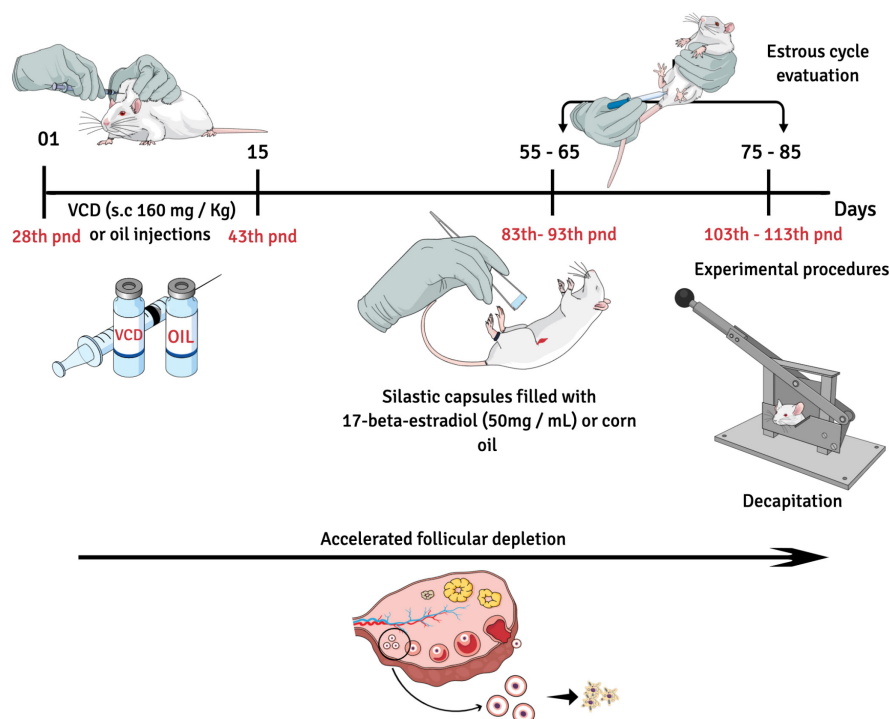 Estrous cycle
evatuation
01
15
55 - 65
75 - 85
VCD (s.c 160 mg / Kg)
or oil injections
Days
28th pnd
43th pnd
83th- 93th pnd
103th - 113th pnd
VCD
OIL
Experimental procedures
Silastic capsules filled with
17-beta-estradiol (50mg / mL) or corn
oil
Decapitation
Accelerated follicular depletion